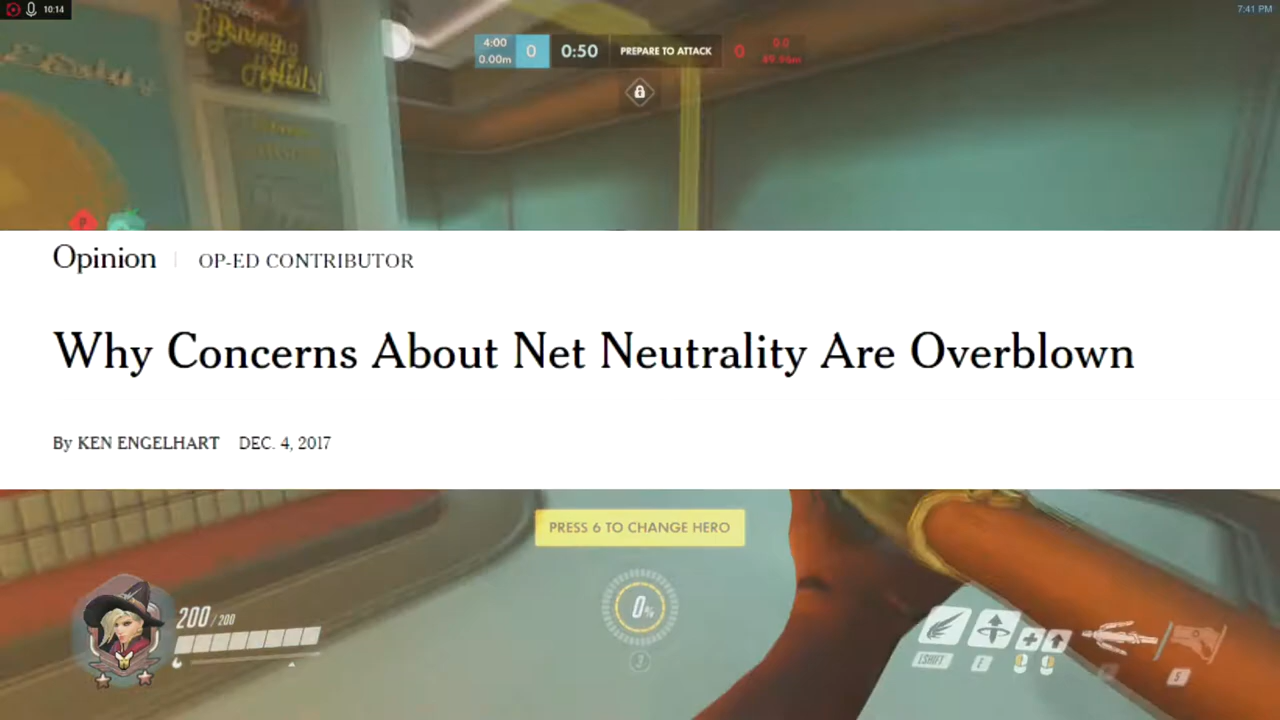 10:14
7:41 PM
4:00
0.00m
0
0:50
PREPARE TO ATTACK
0
P
Opinion
OP-ED CONTRIBUTOR
Why Concerns About Net Neutrality Are Overblown
By KEN ENGELHART DEC. 4, 2017
PRESS 6 TO CHANGE HERO
200/200
0%
3
LSHIFT